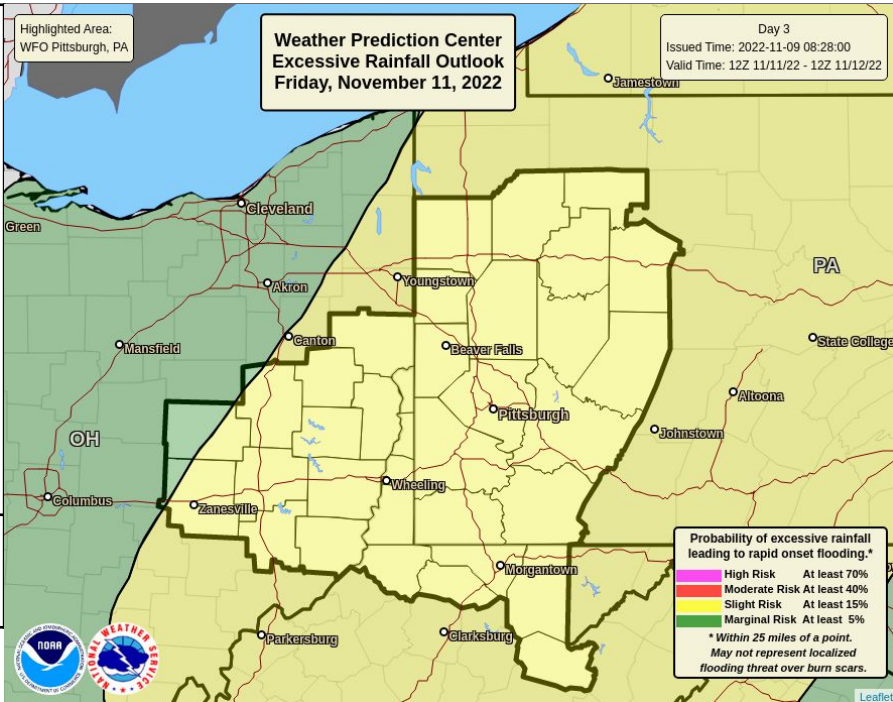 Highlighted Area:
WFO Pittsburgh, PA
Weather Prediction Center
Excessive Rainfall Outlook
Friday, November 11, 2022
Day 3
Issued Time: 2022-11-09 08:28:00
Valid Time: 12Z 11/11/22 - 12Z 11/12/22
Jamestown
Cleveland
Green
PA
Akron
Youngstown
Canton
Mansfield
Beaver Falls
State College
Altoona
Pittsburgh
Johnstown
OH
Wheeling
Columbus
Zanesville
Morgantown
Parkersburg
Clarksburg
Probability of excessive rainfall
leading to rapid onset flooding.*
High Risk At least 70%
Moderate Risk At least 40%
Slight Risk At least 15%
Marginal Risk At least 5%
* Within 25 miles of a point.
May not represent localized
flooding threat over burn scars.
NOAA
NATIONAL WEATHER SERVICE
Leaflet